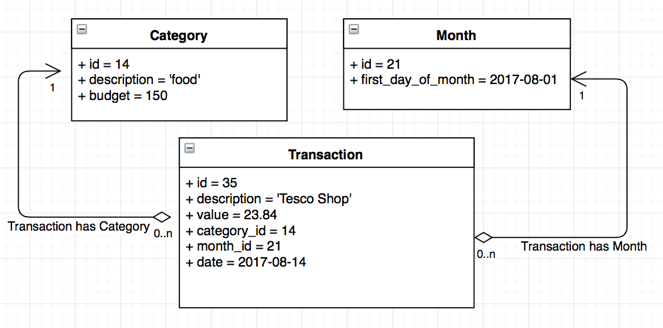 Category
+ id = 14
+ description = 'food'
+ budget = 150
1
Month
+ id = 21
+ first_day_of_month = 2017-08-01
1
Transaction
+ id = 35
+ description = 'Tesco Shop'
+ value = 23.84
+ category_id = 14
+ month_id = 21
+ date = 2017-08-14
Transaction has Category
0..n
0..n
Transaction has Month